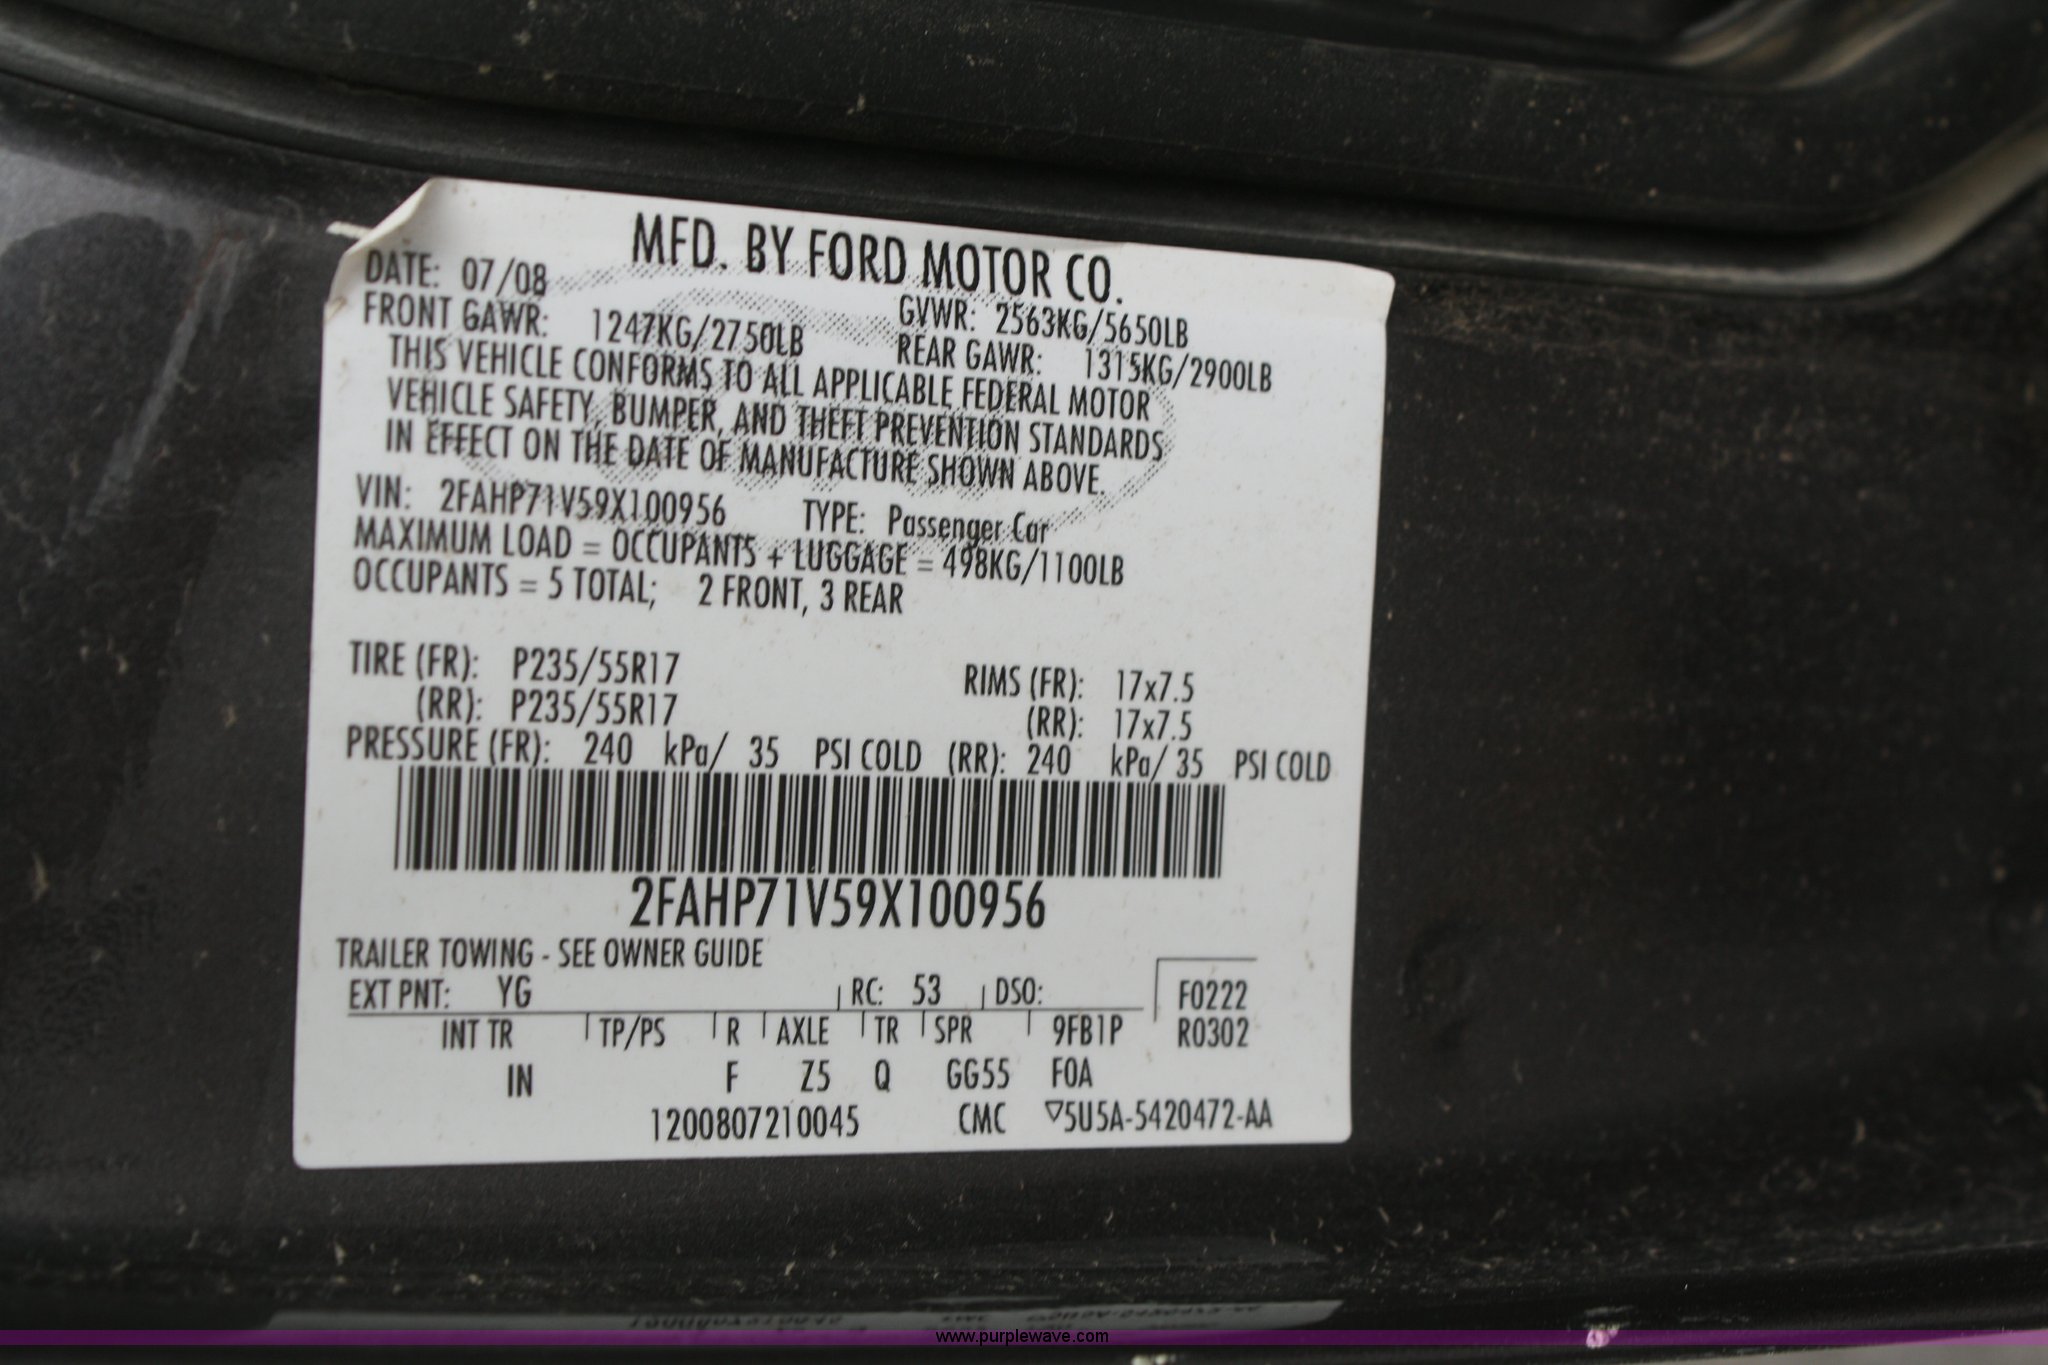 MFD. BY FORD MOTOR CO.
DATE: 07/08 GVWR: 2563KG/5650LB
FRONT GAWR: 1247KG/2750LB REAR GAWR: 1315KG/2900LB
THIS VEHICLE CONFORMS TO ALL APPLICABLE FEDERAL MOTOR
VEHICLE SAFETY, BUMPER, AND THEFT PREVENTION STANDARDS
IN EFFECT ON THE DATE OF MANUFACTURE SHOWN ABOVE.
VIN: 2FAHP71V59X100956 TYPE: Passenger Car
MAXIMUM LOAD = OCCUPANTS + LUGGAGE = 498KG/1100LB
OCCUPANTS = 5 TOTAL; 2 FRONT, 3 REAR
TIRE (FR): P235/55R17 RIMS (FR): 17x7.5
(RR): P235/55R17 (RR): 17x7.5
PRESSURE (FR): 240 kPa/ 35 PSI COLD (RR): 240 kPa/ 35 PSI COLD
2FAHP71V59X100956
TRAILER TOWING - SEE OWNER GUIDE
EXT PNT: YG RC: 53 DSO: F0222
INT TR TP/PS R AXLE TR SPR 9FB1P R0302
IN F Z5 Q GG55 F0A
1200807210045 CMC ▽5U5A-5420472-AA
www.purplewave.com